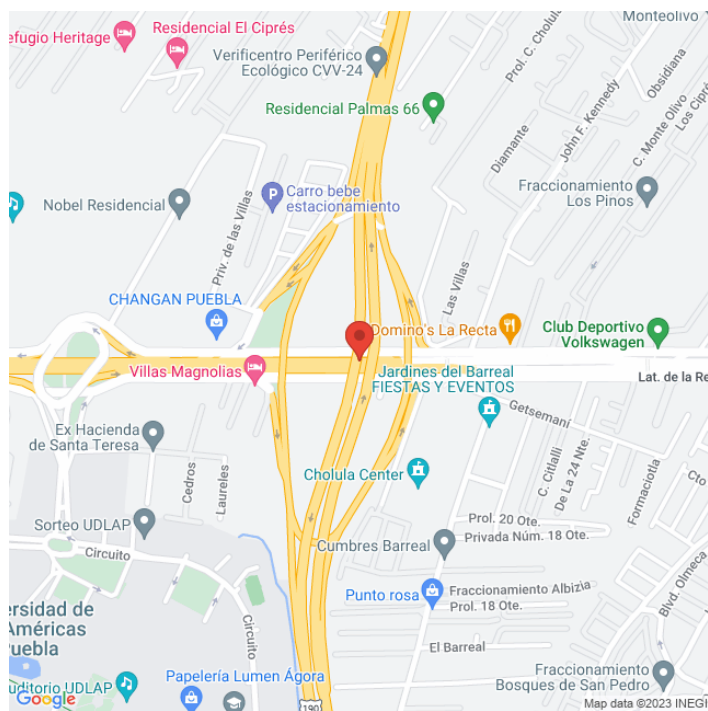 Monteolivo
Residencial El Ciprés
efugio Heritage
Verificentro Periférico
Ecológico CVV-24
Prol. C. Cholula
Obsidiana
Residencial Palmas 66
John F. Kennedy
C. Monte Olivo
Los Ciprés
Diamante
Nobel Residencial
Carro bebe
estacionamiento
Fraccionamiento
Los Pinos
Priv. de las Villas
Las Villas
CHANGAN PUEBLA
Domino's La Recta
Club Deportivo
Volkswagen
Villas Magnolias
Jardines del Barreal
FIESTAS Y EVENTOS
Lat. de la Re
Getsemaní
Ex Hacienda
de Santa Teresa
Cedros
Laureles
Cholula Center
C. Citlalli
De La 24 Nte.
Formaciotla
Cto
Sorteo UDLAP
Prol. 20 Ote.
Privada Núm. 18 Ote.
Circuito
Cumbres Barreal
Punto rosa
Fraccionamiento Albizia
Prol. 18 Ote.
Blvd. Olmeca
ersidad de
Américas
Puebla
Circuito
El Barreal
Auditorio UDLAP
Papelería Lumen Ágora
Fraccionamiento
Bosques de San Pedro
Google
190
Map data ©2023 INEGI